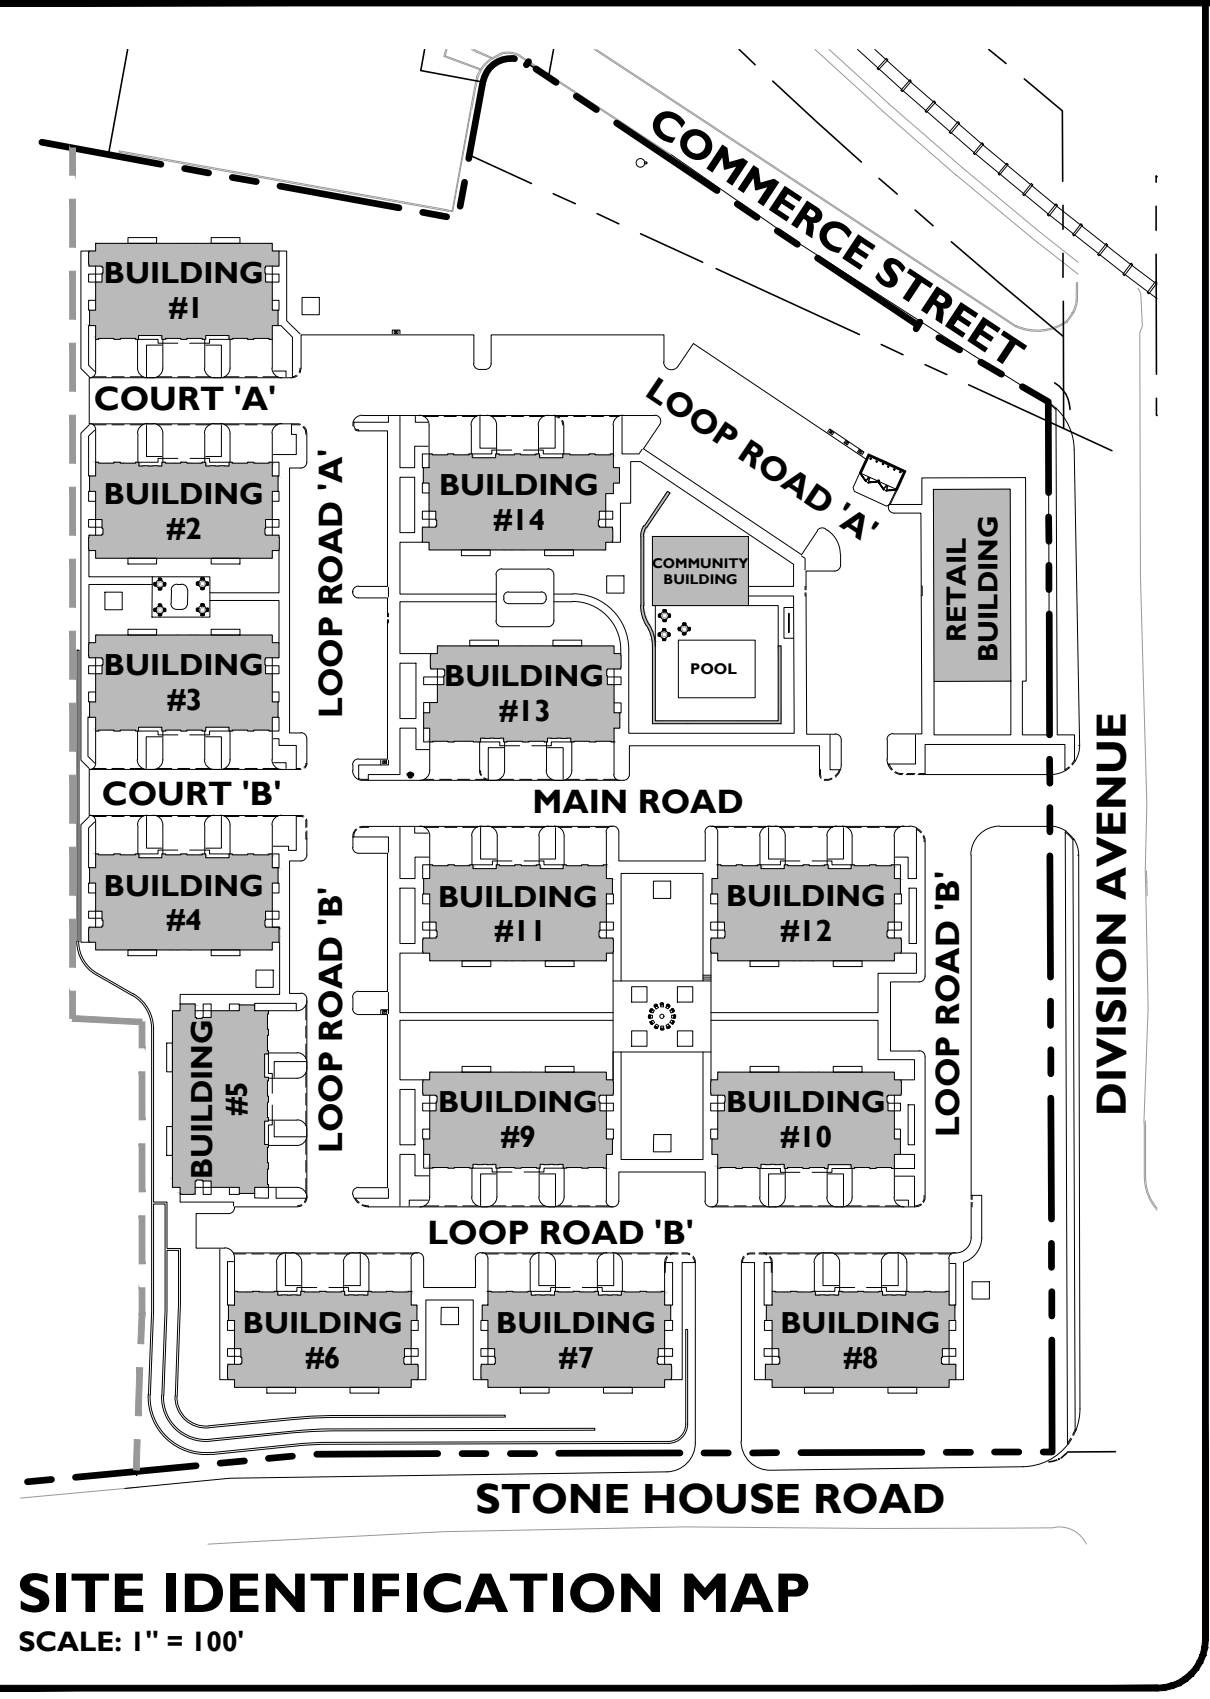 COMMERCE STREET
BUILDING
#1
COURT 'A'
LOOP ROAD 'A'
BUILDING
#2
LOOP ROAD 'A'
BUILDING
#14
COMMUNITY
BUILDING
RETAIL
BUILDING
BUILDING
#3
BUILDING
#13
POOL
COURT 'B'
MAIN ROAD
DIVISION AVENUE
BUILDING
#4
LOOP ROAD 'B'
BUILDING
#11
BUILDING
#12
LOOP ROAD 'B'
BUILDING
#5
BUILDING
#9
BUILDING
#10
LOOP ROAD 'B'
BUILDING
#6
BUILDING
#7
BUILDING
#8
STONE HOUSE ROAD
SITE IDENTIFICATION MAP
SCALE: 1" = 100'